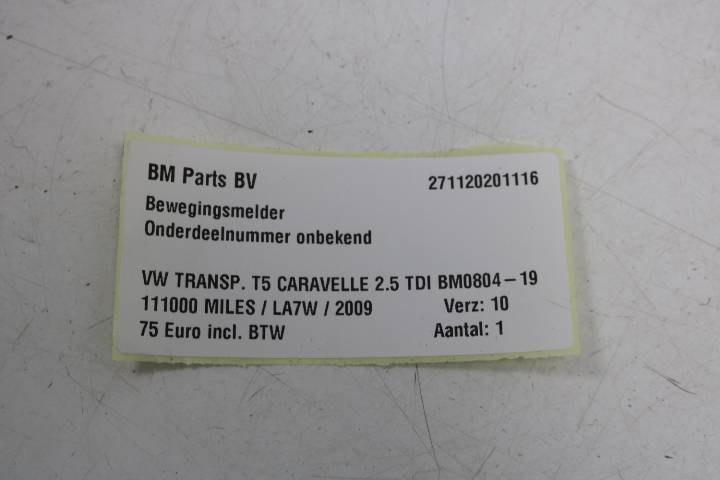 BM Parts BV 271120201116
Bewegingsmelder
Onderdeelnummer onbekend
VW TRANSP. T5 CARAVELLE 2.5 TDI BM0804-19
111000 MILES / LA7W / 2009 Verz: 10
75 Euro incl. BTW Aantal: 1